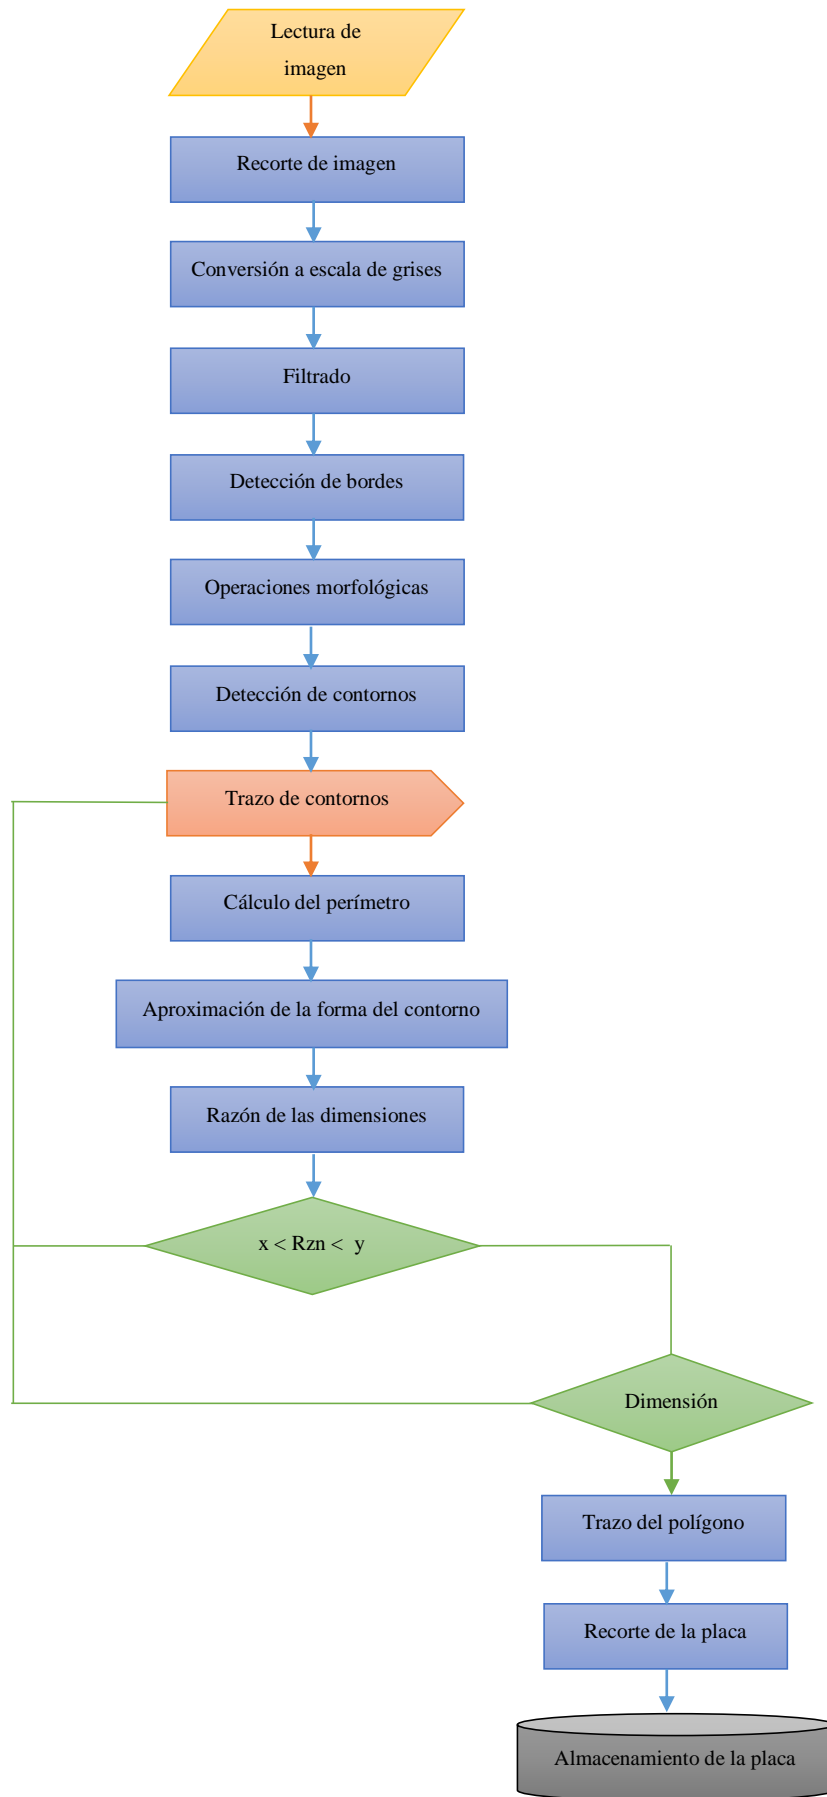 Lectura de
imagen
Recorte de imagen
Conversión a escala de grises
Filtrado
Detección de bordes
Operaciones morfológicas
Detección de contornos
Trazo de contornos
Cálculo del perímetro
Aproximación de la forma del contorno
Razón de las dimensiones
x < Rzn <  y
Dimensión
Trazo del polígono
Recorte de la placa
Almacenamiento de la placa